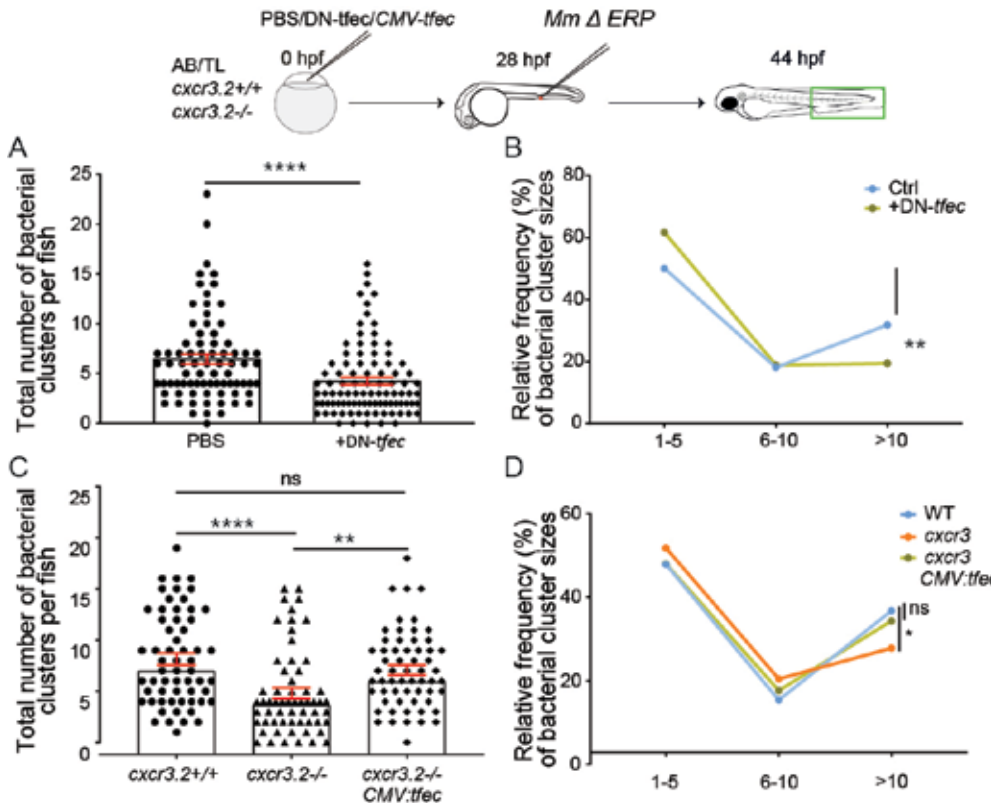 PBS/DN-tfec/CMV-tfec
Mm Δ ERP
AB/TL
cxcr3.2+/+
cxcr3.2-/-
0 hpf
28 hpf
44 hpf
A
Total number of bacterial
clusters per fish
25
20
15
10
5
0
****
PBS
+DN-tfec
B
Relative frequency (%)
of bacterial cluster sizes
80
60
40
20
0
Ctrl
+DN-tfec
**
1-5
6-10
>10
C
Total number of bacterial
clusters per fish
25
20
15
10
5
0
ns
****
**
cxcr3.2+/+
cxcr3.2-/-
cxcr3.2-/-
CMV:tfec
D
Relative frequency (%)
of bacterial cluster sizes
60
40
20
0
WT
cxcr3
cxcr3
CMV:tfec
ns
*
1-5
6-10
>10